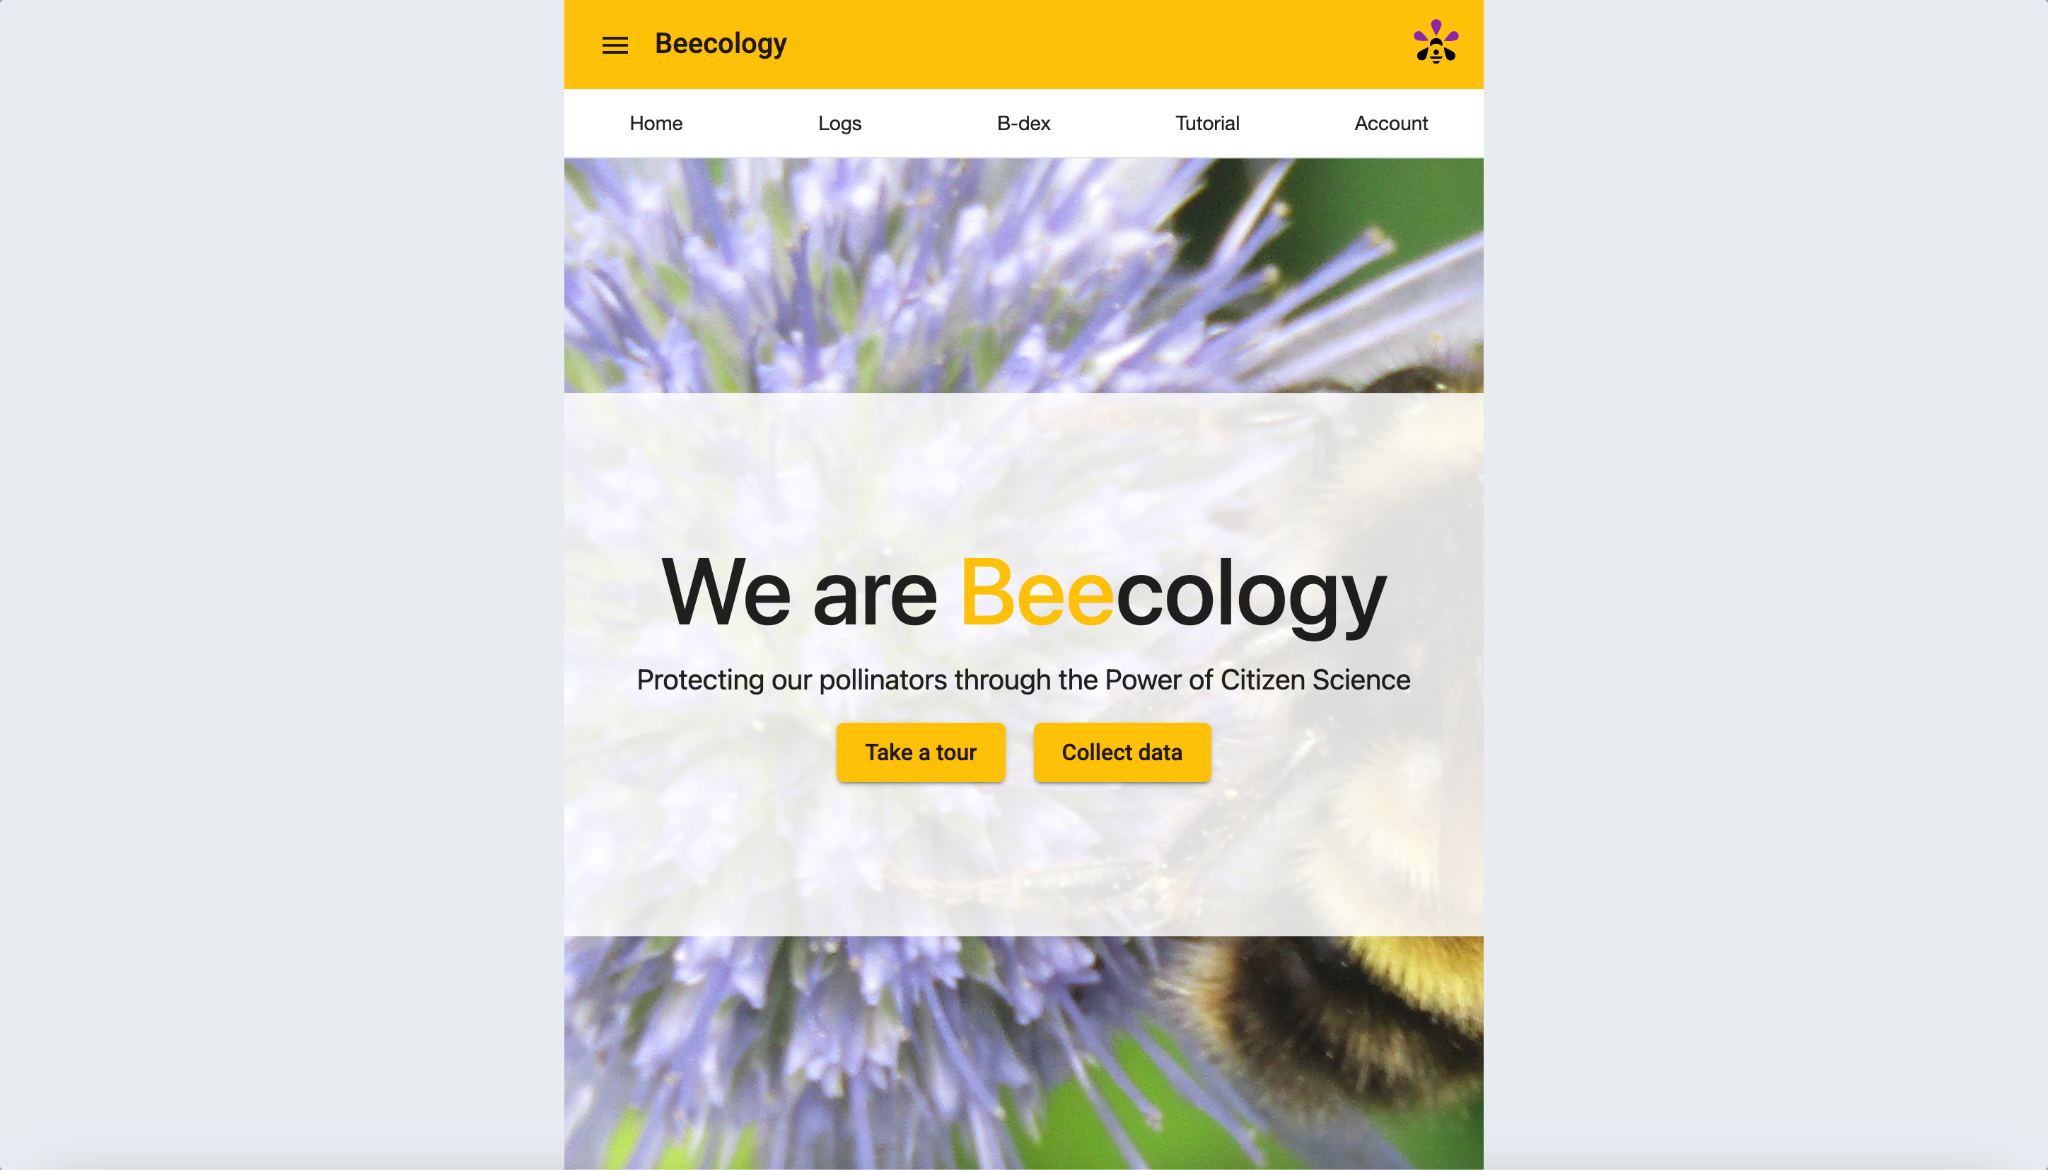 Beecology
Home Logs B-dex Tutorial Account
We are Beecology
Protecting our pollinators through the Power of Citizen Science
Take a tour Collect data